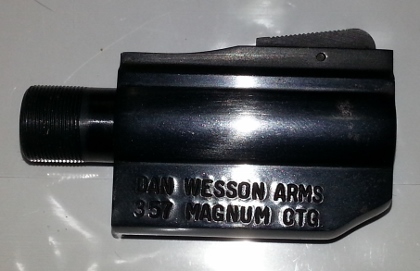 DAN WESSON ARMS
357 MAGNUM CTG